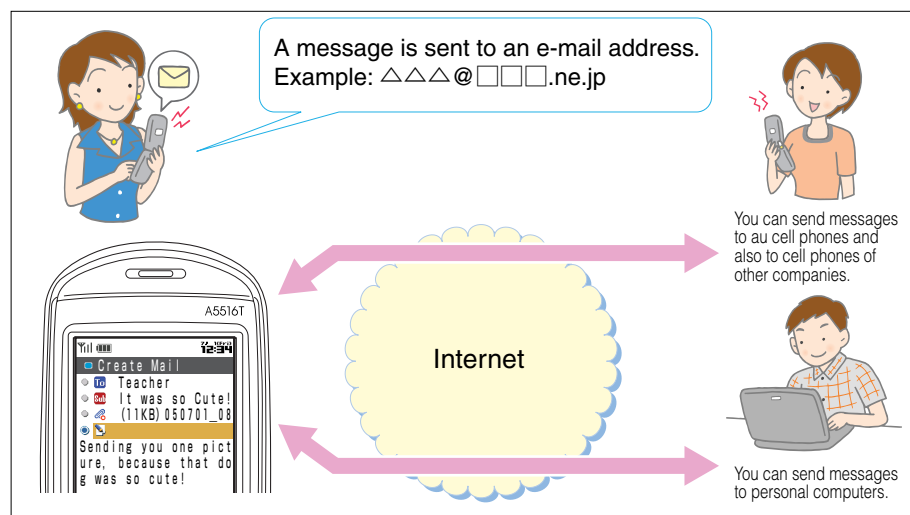 A message is sent to an e-mail address.
Example: △△△@□□□.ne.jp
You can send messages
to au cell phones and
also to cell phones of
other companies.
A5516T
12:34
Create Mail
To Teacher
Sub It was so Cute!
(11KB)050701_08
Sending you one pict
ure, because that do
g was so cute!
Internet
You can send messages
to personal computers.